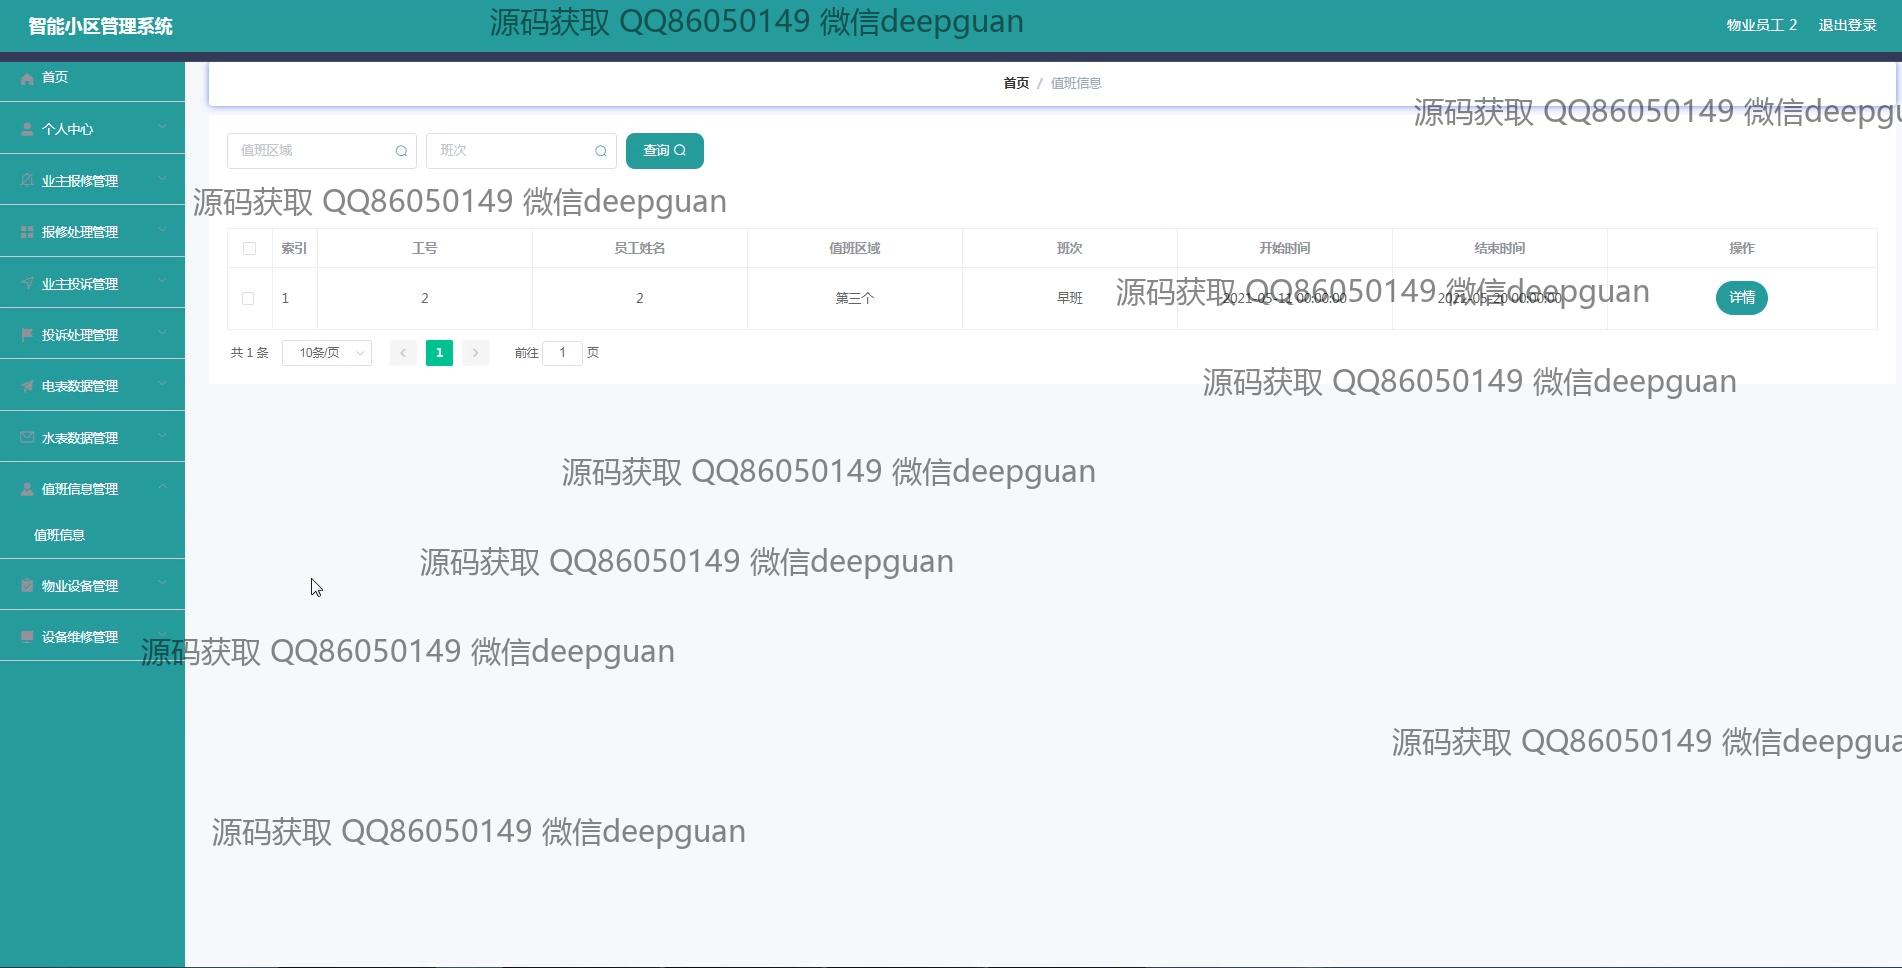 智能小区管理系统
源码获取 QQ86050149 微信deepguan
物业员工 2 退出登录
首页
个人中心
业主报修管理
报修处理管理
业主投诉管理
投诉处理管理
电表数据管理
水表数据管理
值班信息管理
值班信息
物业设备管理
设备维修管理
首页 / 值班信息
源码获取 QQ86050149 微信deepgu
值班区域 班次 查询
源码获取 QQ86050149 微信deepguan
索引 工号 员工姓名 值班区域 班次 开始时间 结束时间 操作
1 2 2 第三个 早班 2021-05-11 00:00:00 2021-05-20 00:00:00 详情
源码获取 QQ86050149 微信deepguan
共 1 条 10条/页 1 前往 1 页
源码获取 QQ86050149 微信deepguan
源码获取 QQ86050149 微信deepguan
源码获取 QQ86050149 微信deepguan
源码获取 QQ86050149 微信deepguan
源码获取 QQ86050149 微信deepgua
源码获取 QQ86050149 微信deepguan